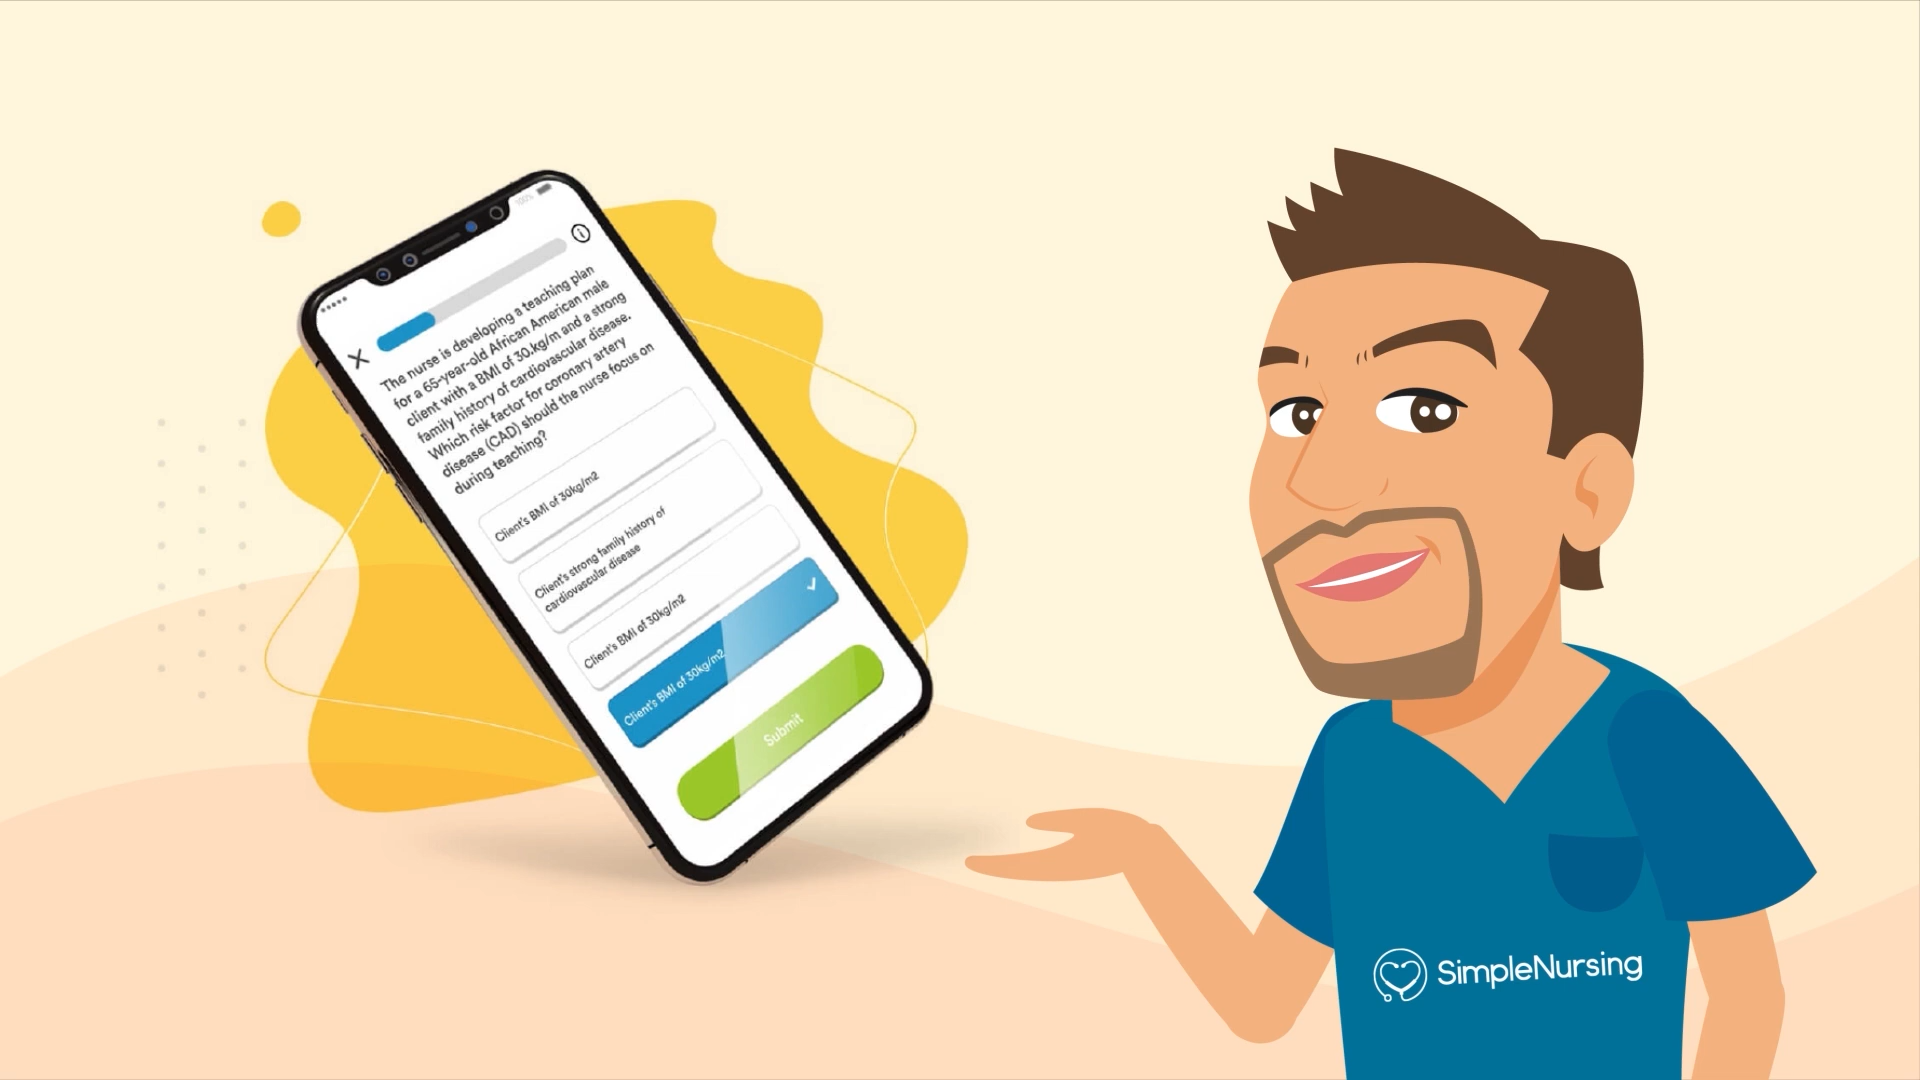 100%
The nurse is developing a teaching plan
for a 65-year-old African American male
client with a BMI of 30.kg/m and a strong
family history of cardiovascular disease.
Which risk factor for coronary artery
disease (CAD) should the nurse focus on
during teaching?
Client's BMI of 30kg/m2
Client's strong family history of
cardiovascular disease
Client's BMI of 30kg/m2
Client's BMI of 30kg/m2
Submit
SimpleNursing